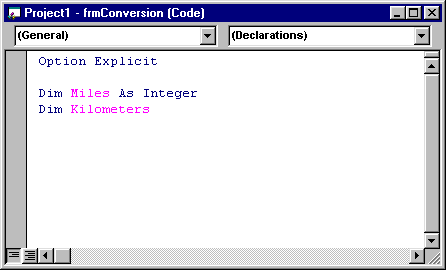 Project1 - frmConversion (Code)
(General) (Declarations)
Option Explicit
Dim Miles As Integer
Dim Kilometers